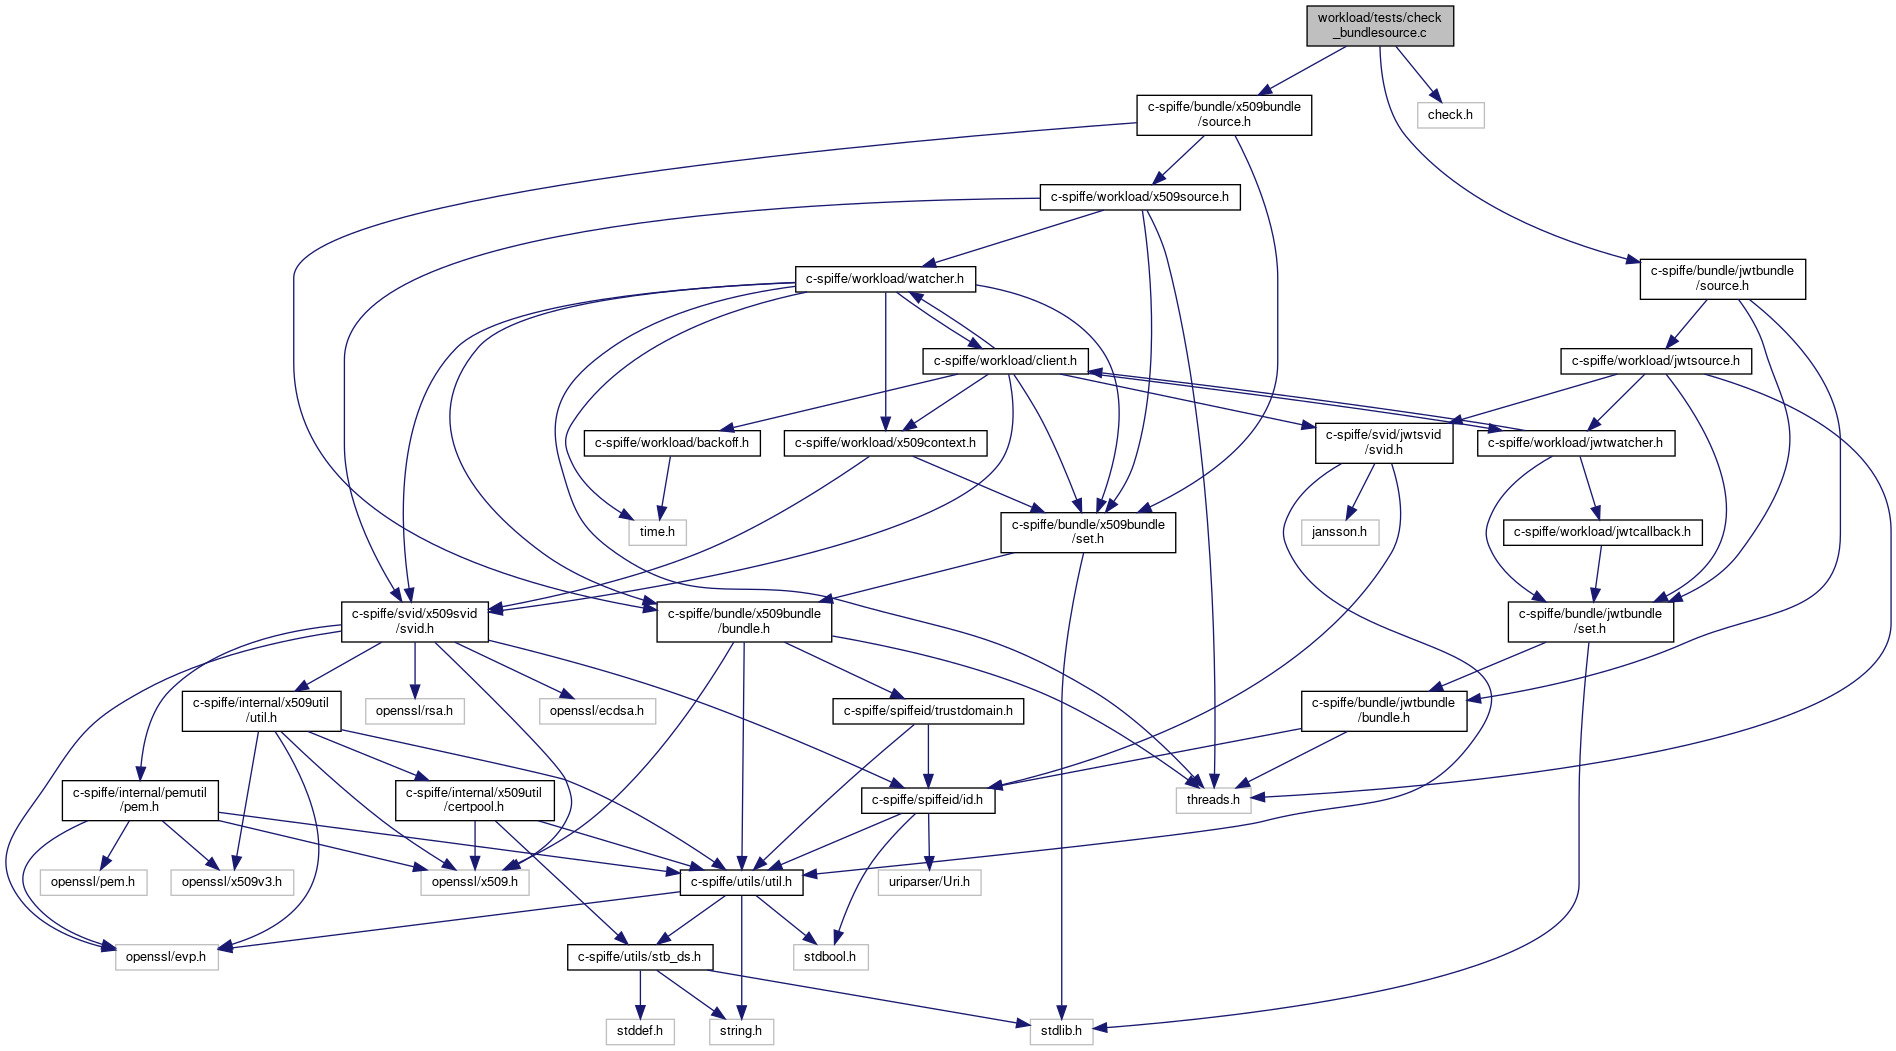 workload/tests/check
_bundlesource.c
c-spiffe/bundle/x509bundle
/source.h
check.h
c-spiffe/workload/x509source.h
c-spiffe/workload/watcher.h
c-spiffe/bundle/jwtbundle
/source.h
c-spiffe/workload/client.h
c-spiffe/workload/jwtsource.h
c-spiffe/workload/backoff.h
c-spiffe/workload/x509context.h
c-spiffe/svid/jwtsvid
/svid.h
c-spiffe/workload/jwtwatcher.h
time.h
c-spiffe/bundle/x509bundle
/set.h
jansson.h
c-spiffe/workload/jwtcallback.h
c-spiffe/svid/x509svid
/svid.h
c-spiffe/bundle/x509bundle
/bundle.h
c-spiffe/bundle/jwtbundle
/set.h
c-spiffe/internal/x509util
/util.h
openssl/rsa.h
openssl/ecdsa.h
c-spiffe/spiffeid/trustdomain.h
c-spiffe/bundle/jwtbundle
/bundle.h
c-spiffe/internal/pemutil
/pem.h
c-spiffe/internal/x509util
/certpool.h
c-spiffe/spiffeid/id.h
threads.h
openssl/pem.h
openssl/x509v3.h
openssl/x509.h
c-spiffe/utils/util.h
uriparser/Uri.h
openssl/evp.h
c-spiffe/utils/stb_ds.h
stdbool.h
stddef.h
string.h
stdlib.h